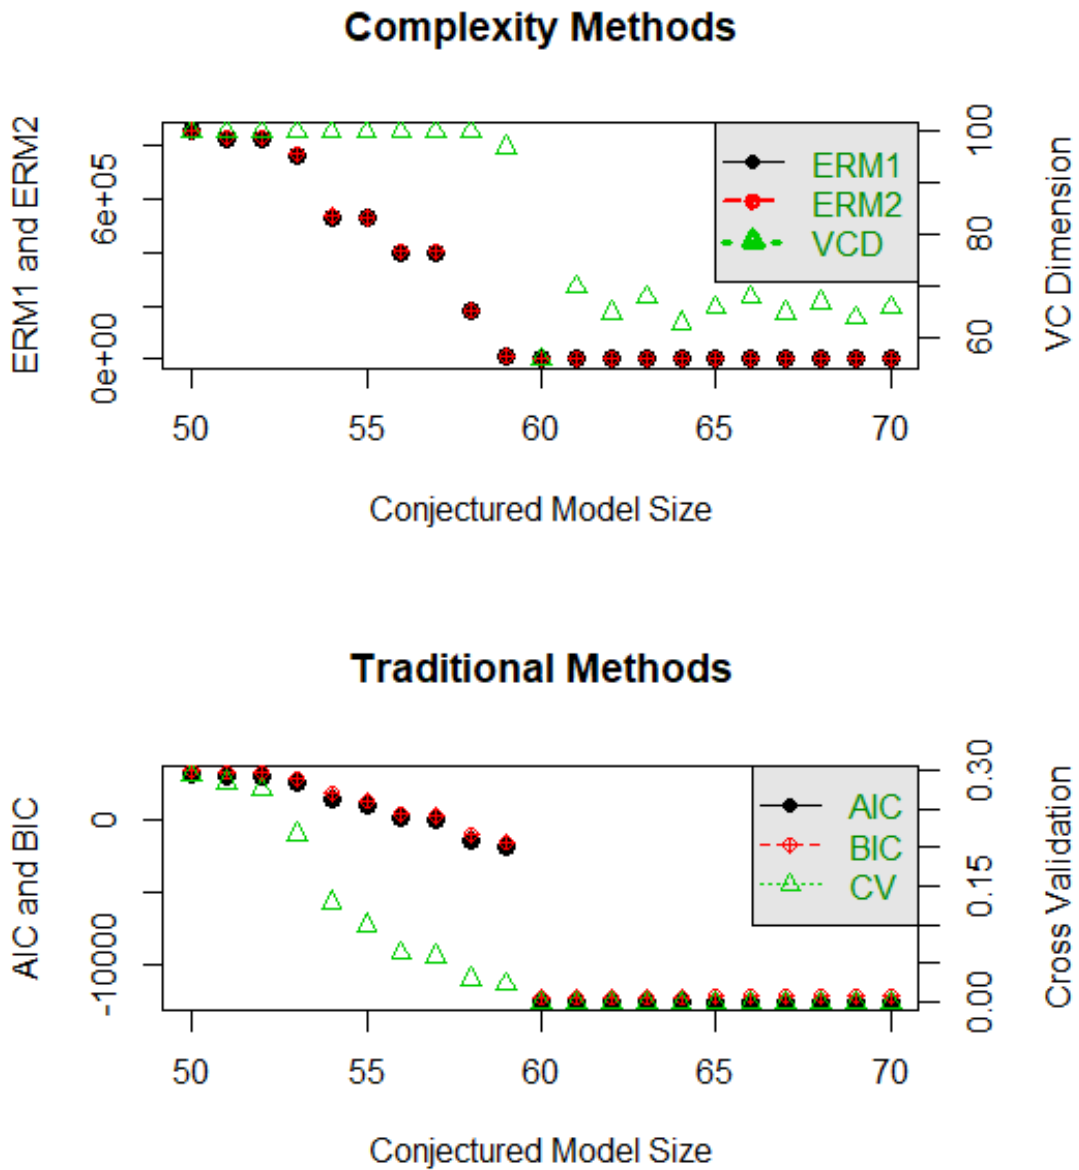 Complexity Methods
ERM1 and ERM2
6e+05
0e+00
ERM1
ERM2
VCD
100
80
60
VC Dimension
50 55 60 65 70
Conjectured Model Size
Traditional Methods
AIC and BIC
0
-10000
AIC
BIC
CV
0.30
0.15
0.00
Cross Validation
50 55 60 65 70
Conjectured Model Size